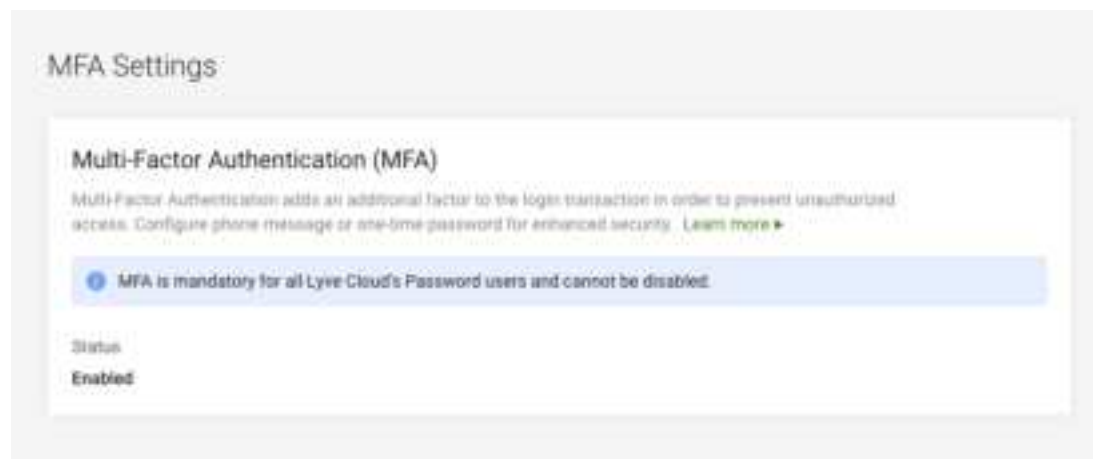 MFA Settings
Multi-Factor Authentication (MFA)
Multi-Factor Authentication adds an additional factor to the login transaction in order to prevent unauthorized
access. Configure phone message or one-time password for enhanced security. Learn more ▸
MFA is mandatory for all Lyve Cloud's Password users and cannot be disabled.
Status
Enabled